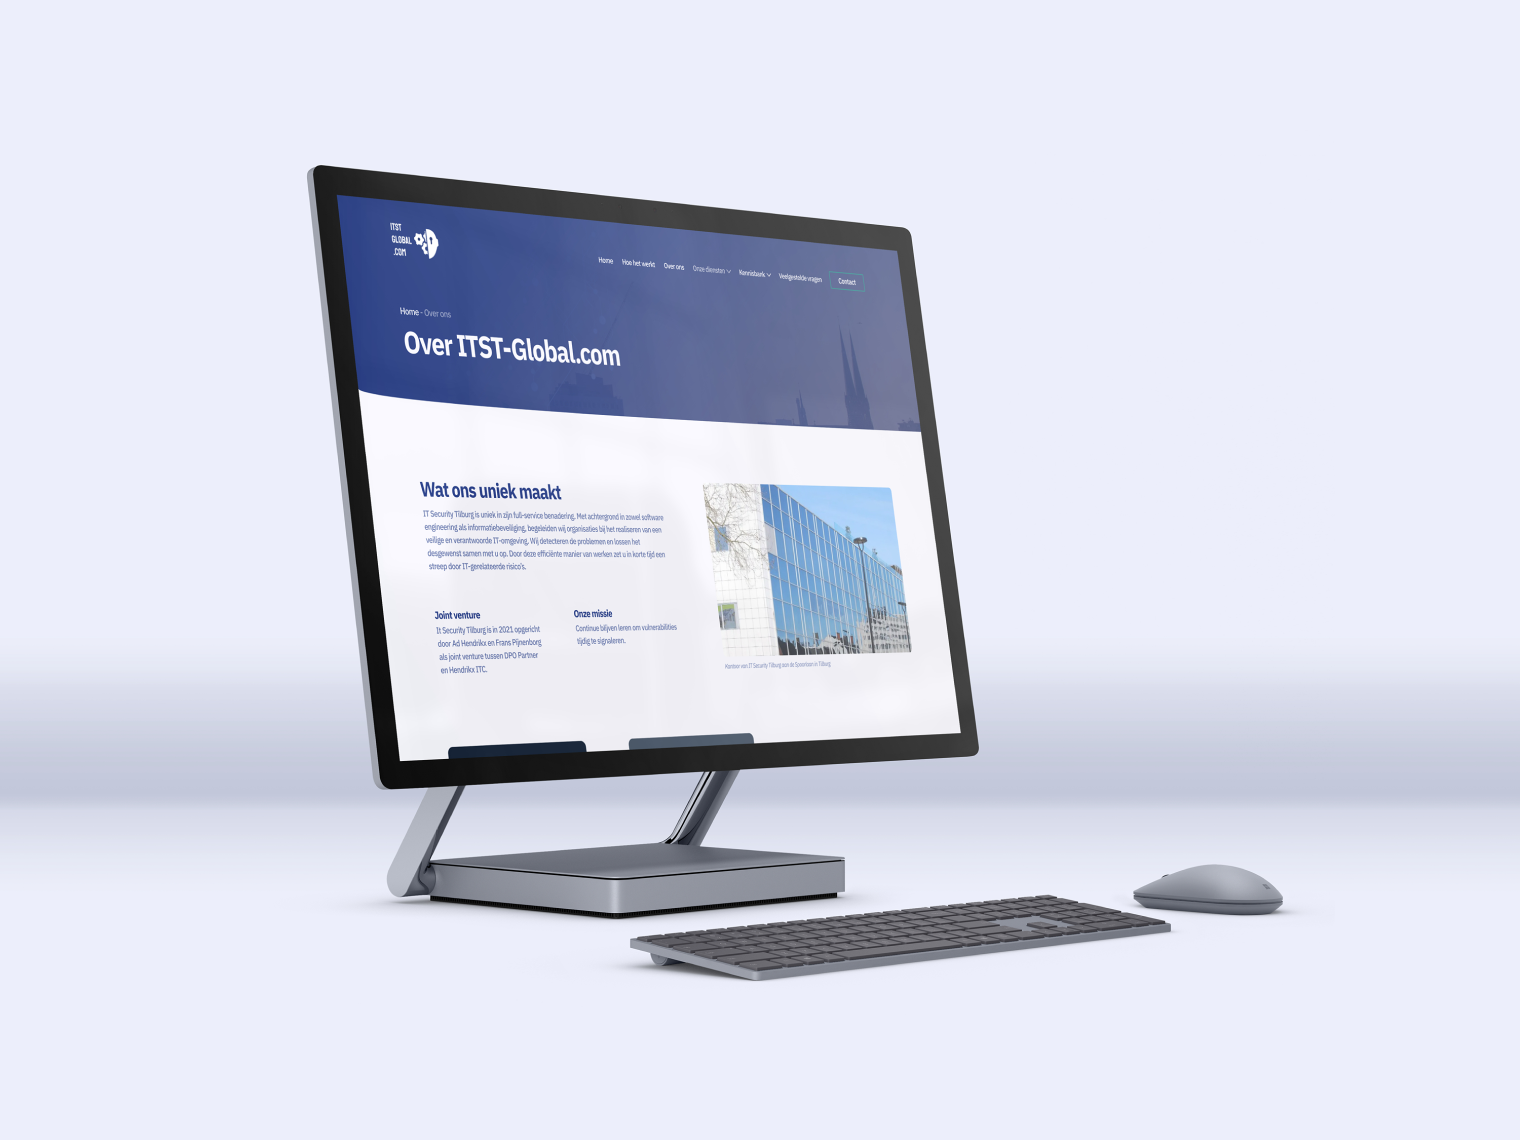 ITST
GLOBAL
.COM
Home
Hoe het werkt
Over ons
Onze diensten
Kennisbank
Veelgestelde vragen
Contact
Home - Over ons
Over ITST-Global.com
Wat ons uniek maakt
IT Security Tilburg is uniek in zijn full-service benadering. Met achtergrond in zowel software
engineering als informatiebeveiliging, begeleiden wij organisaties bij het realiseren van een
veilige en verantwoorde IT-omgeving. Wij detecteren de problemen en lossen het
desgewenst samen met u op. Door deze efficiënte manier van werken zet u in korte tijd een
streep door IT-gerelateerde risico's.
Joint venture
It Security Tilburg is in 2021 opgericht
door Ad Hendrikx en Frans Pijnenborg
als joint venture tussen DPO Partner
en Hendrikx ITC.
Onze missie
Continue blijven leren om vulnerabilities
tijdig te signaleren.
Kantoor van IT Security Tilburg aan de Spoorlaan in Tilburg